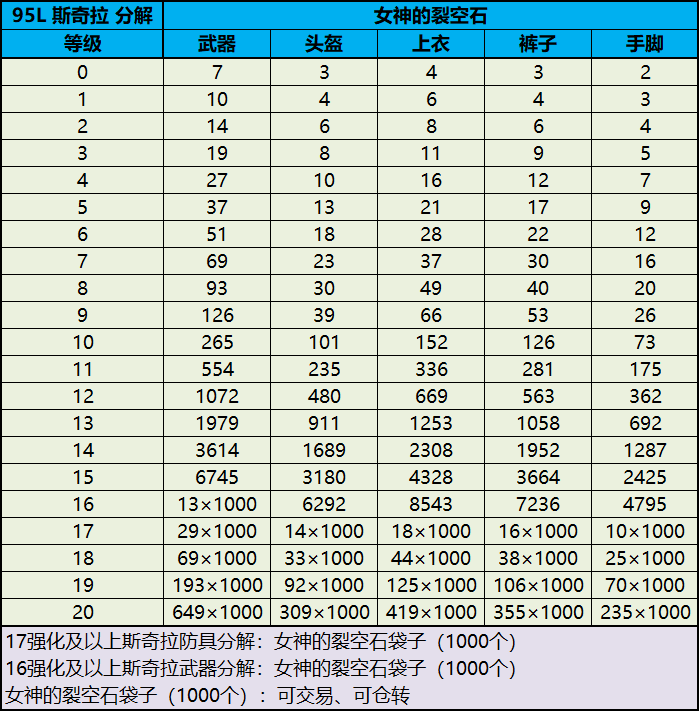 95L 斯奇拉 分解 女神的裂空石
等级 武器 头盔 上衣 裤子 手脚
0 7 3 4 3 2
1 10 4 6 4 3
2 14 6 8 6 4
3 19 8 11 9 5
4 27 10 16 12 7
5 37 13 21 17 9
6 51 18 28 22 12
7 69 23 37 30 16
8 93 30 49 40 20
9 126 39 66 53 26
10 265 101 152 126 73
11 554 235 336 281 175
12 1072 480 669 563 362
13 1979 911 1253 1058 692
14 3614 1689 2308 1952 1287
15 6745 3180 4328 3664 2425
16 13×1000 6292 8543 7236 4795
17 29×1000 14×1000 18×1000 16×1000 10×1000
18 69×1000 33×1000 44×1000 38×1000 25×1000
19 193×1000 92×1000 125×1000 106×1000 70×1000
20 649×1000 309×1000 419×1000 355×1000 235×1000
17强化及以上斯奇拉防具分解：女神的裂空石袋子（1000个）
16强化及以上斯奇拉武器分解：女神的裂空石袋子（1000个）
女神的裂空石袋子（1000个）：可交易、可仓转